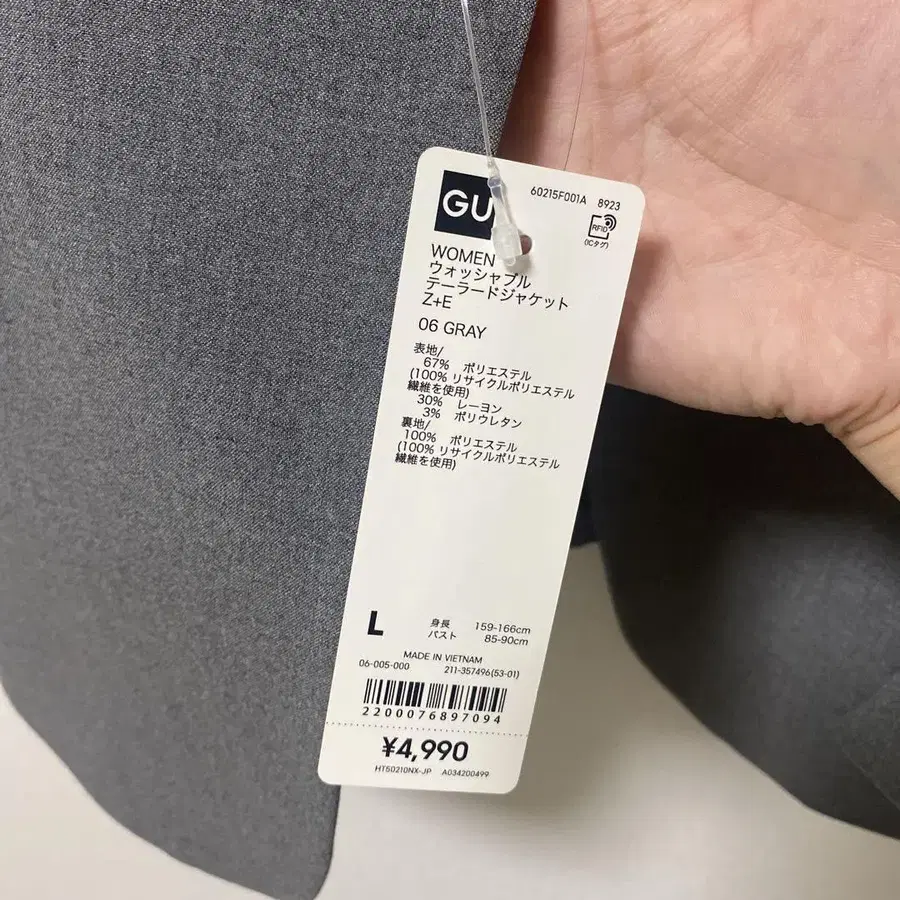 GU
60215F001A 8923
RFID
(ICタグ)
WOMEN
ウォッシャブル
テーラードジャケット
Z+E
06 GRAY
表地/
67% ポリエステル
(100% リサイクルポリエステル
繊維を使用)
30% レーヨン
3% ポリウレタン
裏地/
100% ポリエステル
(100% リサイクルポリエステル
繊維を使用)
L
身長 159-166cm
バスト 85-90cm
MADE IN VIETNAM
06-005-000 211-357496(53-01)
2200076897094
¥4,990
HT5D210NX-JP A034200499